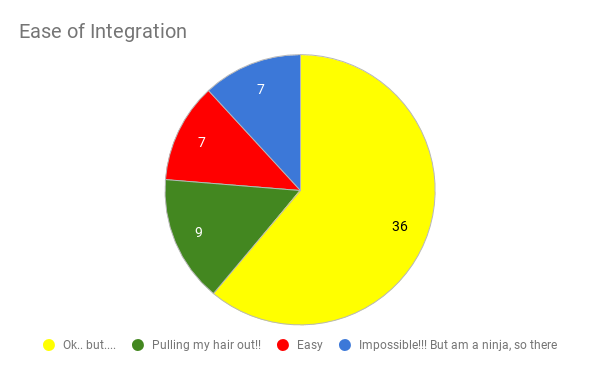 Ease of Integration
7
7
36
9
Ok.. but....
Pulling my hair out!!
Easy
Impossible!!! But am a ninja, so there